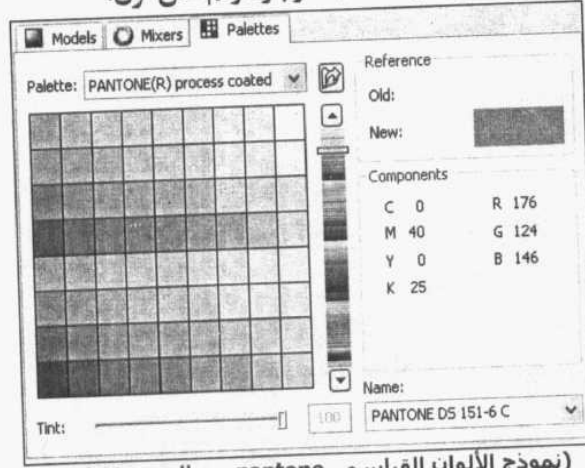 Models Mixers Palettes
Palette: PANTONE(R) process coated
Reference
Old:
New:
Components
C 0 R 176
M 40 G 124
Y 0 B 146
K 25
Name:
PANTONE DS 151-6 C
Tint: 100
(نموذج الألوان القياسي pantone